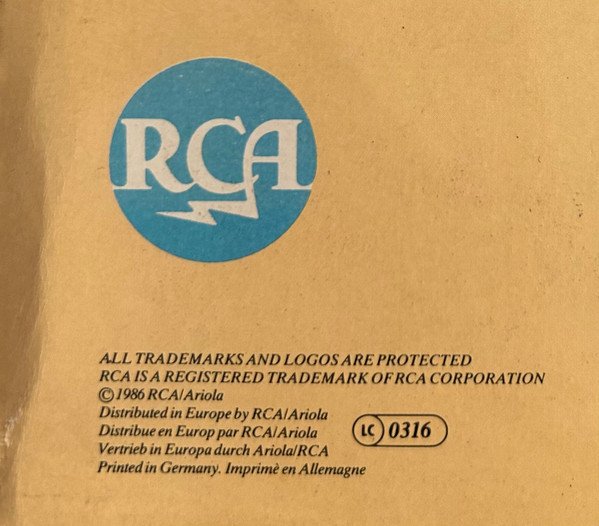 RCA
ALL TRADEMARKS AND LOGOS ARE PROTECTED
RCA IS A REGISTERED TRADEMARK OF RCA CORPORATION
© 1986 RCA/Ariola
Distributed in Europe by RCA/Ariola
Distribue en Europ par RCA/Ariola
LC 0316
Vertrieb in Europa durch Ariola/RCA
Printed in Germany. Imprimè en Allemagne